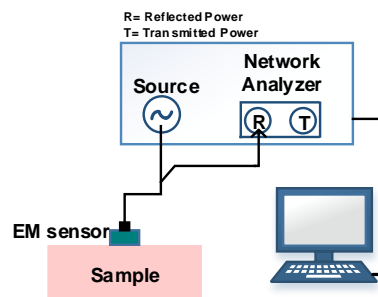 R= Reflected Power
T= Transmitted Power
Network
Analyzer
Source
R
T
EM sensor
Sample